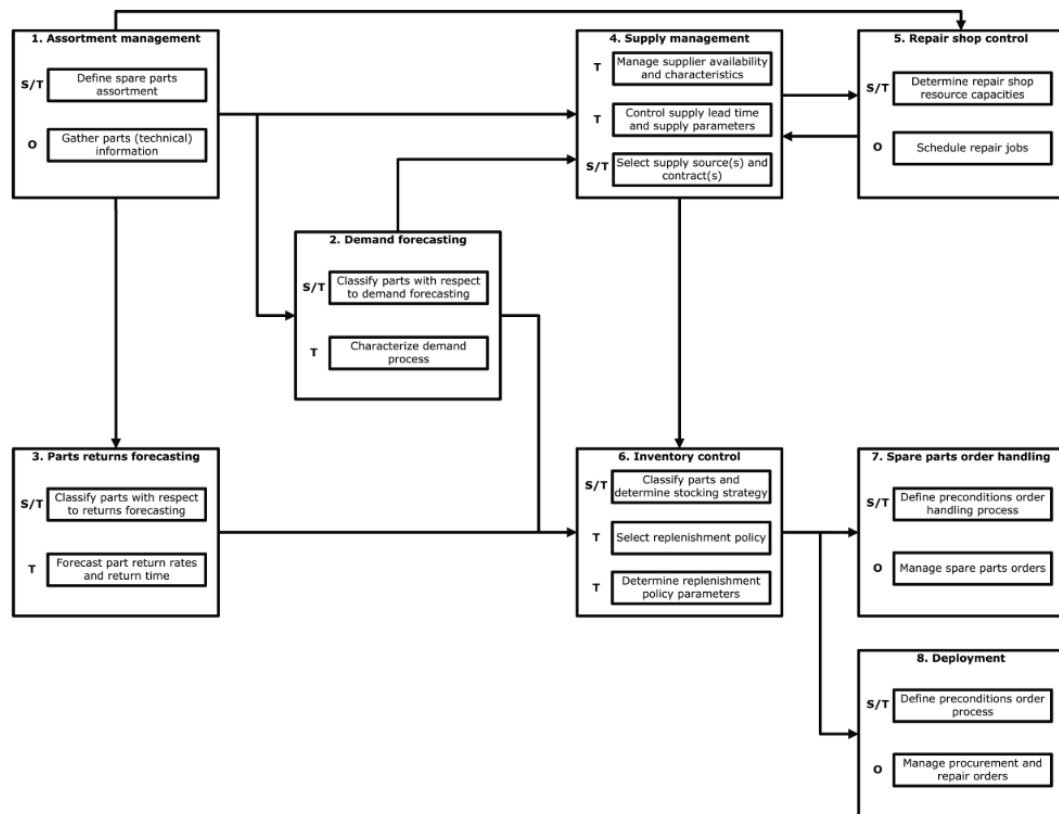 1. Assortment management
S/T
Define spare parts
assortment
O
Gather parts (technical)
information
2. Demand forecasting
S/T
Classify parts with respect
to demand forecasting
T
Characterize demand
process
3. Parts returns forecasting
S/T
Classify parts with respect
to returns forecasting
T
Forecast part return rates
and return time
4. Supply management
T
Manage supplier availability
and characteristics
T
Control supply lead time
and supply parameters
S/T
Select supply source(s) and
contract(s)
5. Repair shop control
S/T
Determine repair shop
resource capacities
O
Schedule repair jobs
6. Inventory control
S/T
Classify parts and
determine stocking strategy
T
Select replenishment policy
T
Determine replenishment
policy parameters
7. Spare parts order handling
S/T
Define preconditions order
handling process
O
Manage spare parts orders
8. Deployment
S/T
Define preconditions order
process
O
Manage procurement and
repair orders